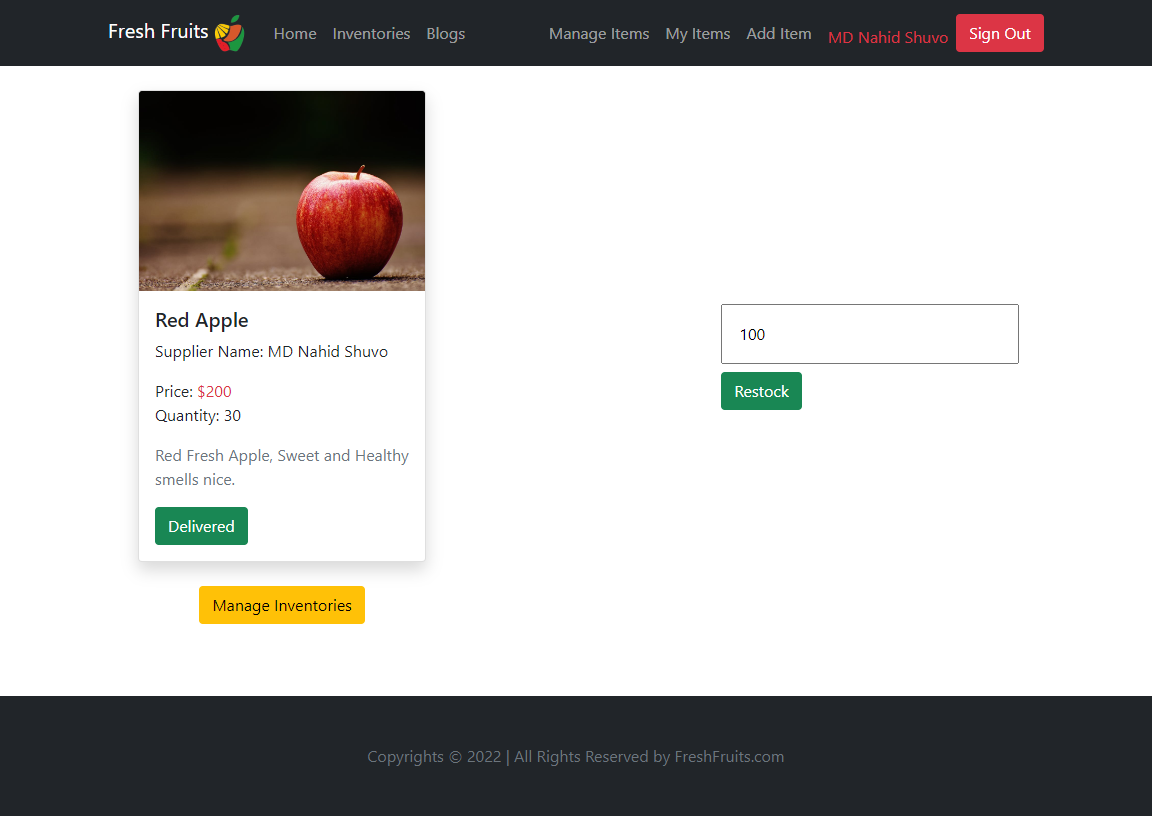 Fresh Fruits
Home Inventories Blogs Manage Items My Items Add Item MD Nahid Shuvo Sign Out
Red Apple
Supplier Name: MD Nahid Shuvo
Price: $200
Quantity: 30
Red Fresh Apple, Sweet and Healthy
smells nice.
Delivered
Manage Inventories
100
Restock
Copyrights © 2022 | All Rights Reserved by FreshFruits.com